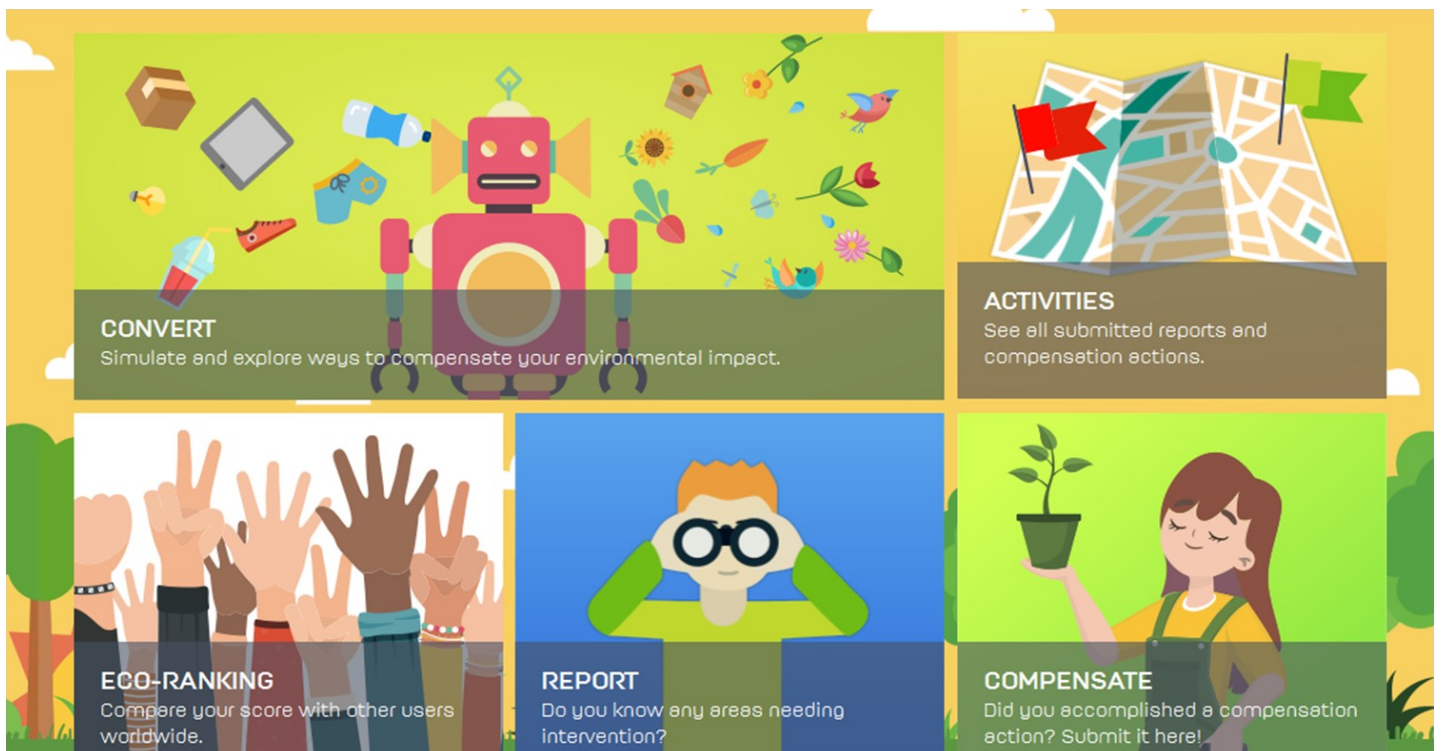 CONVERT
Simulate and explore ways to compensate your environmental impact.
ACTIVITIES
See all submitted reports and
compensation actions.
ECO-RANKING
Compare your score with other users
worldwide.
REPORT
Do you know any areas needing
intervention?
COMPENSATE
Did you accomplished a compensation
action? Submit it here!